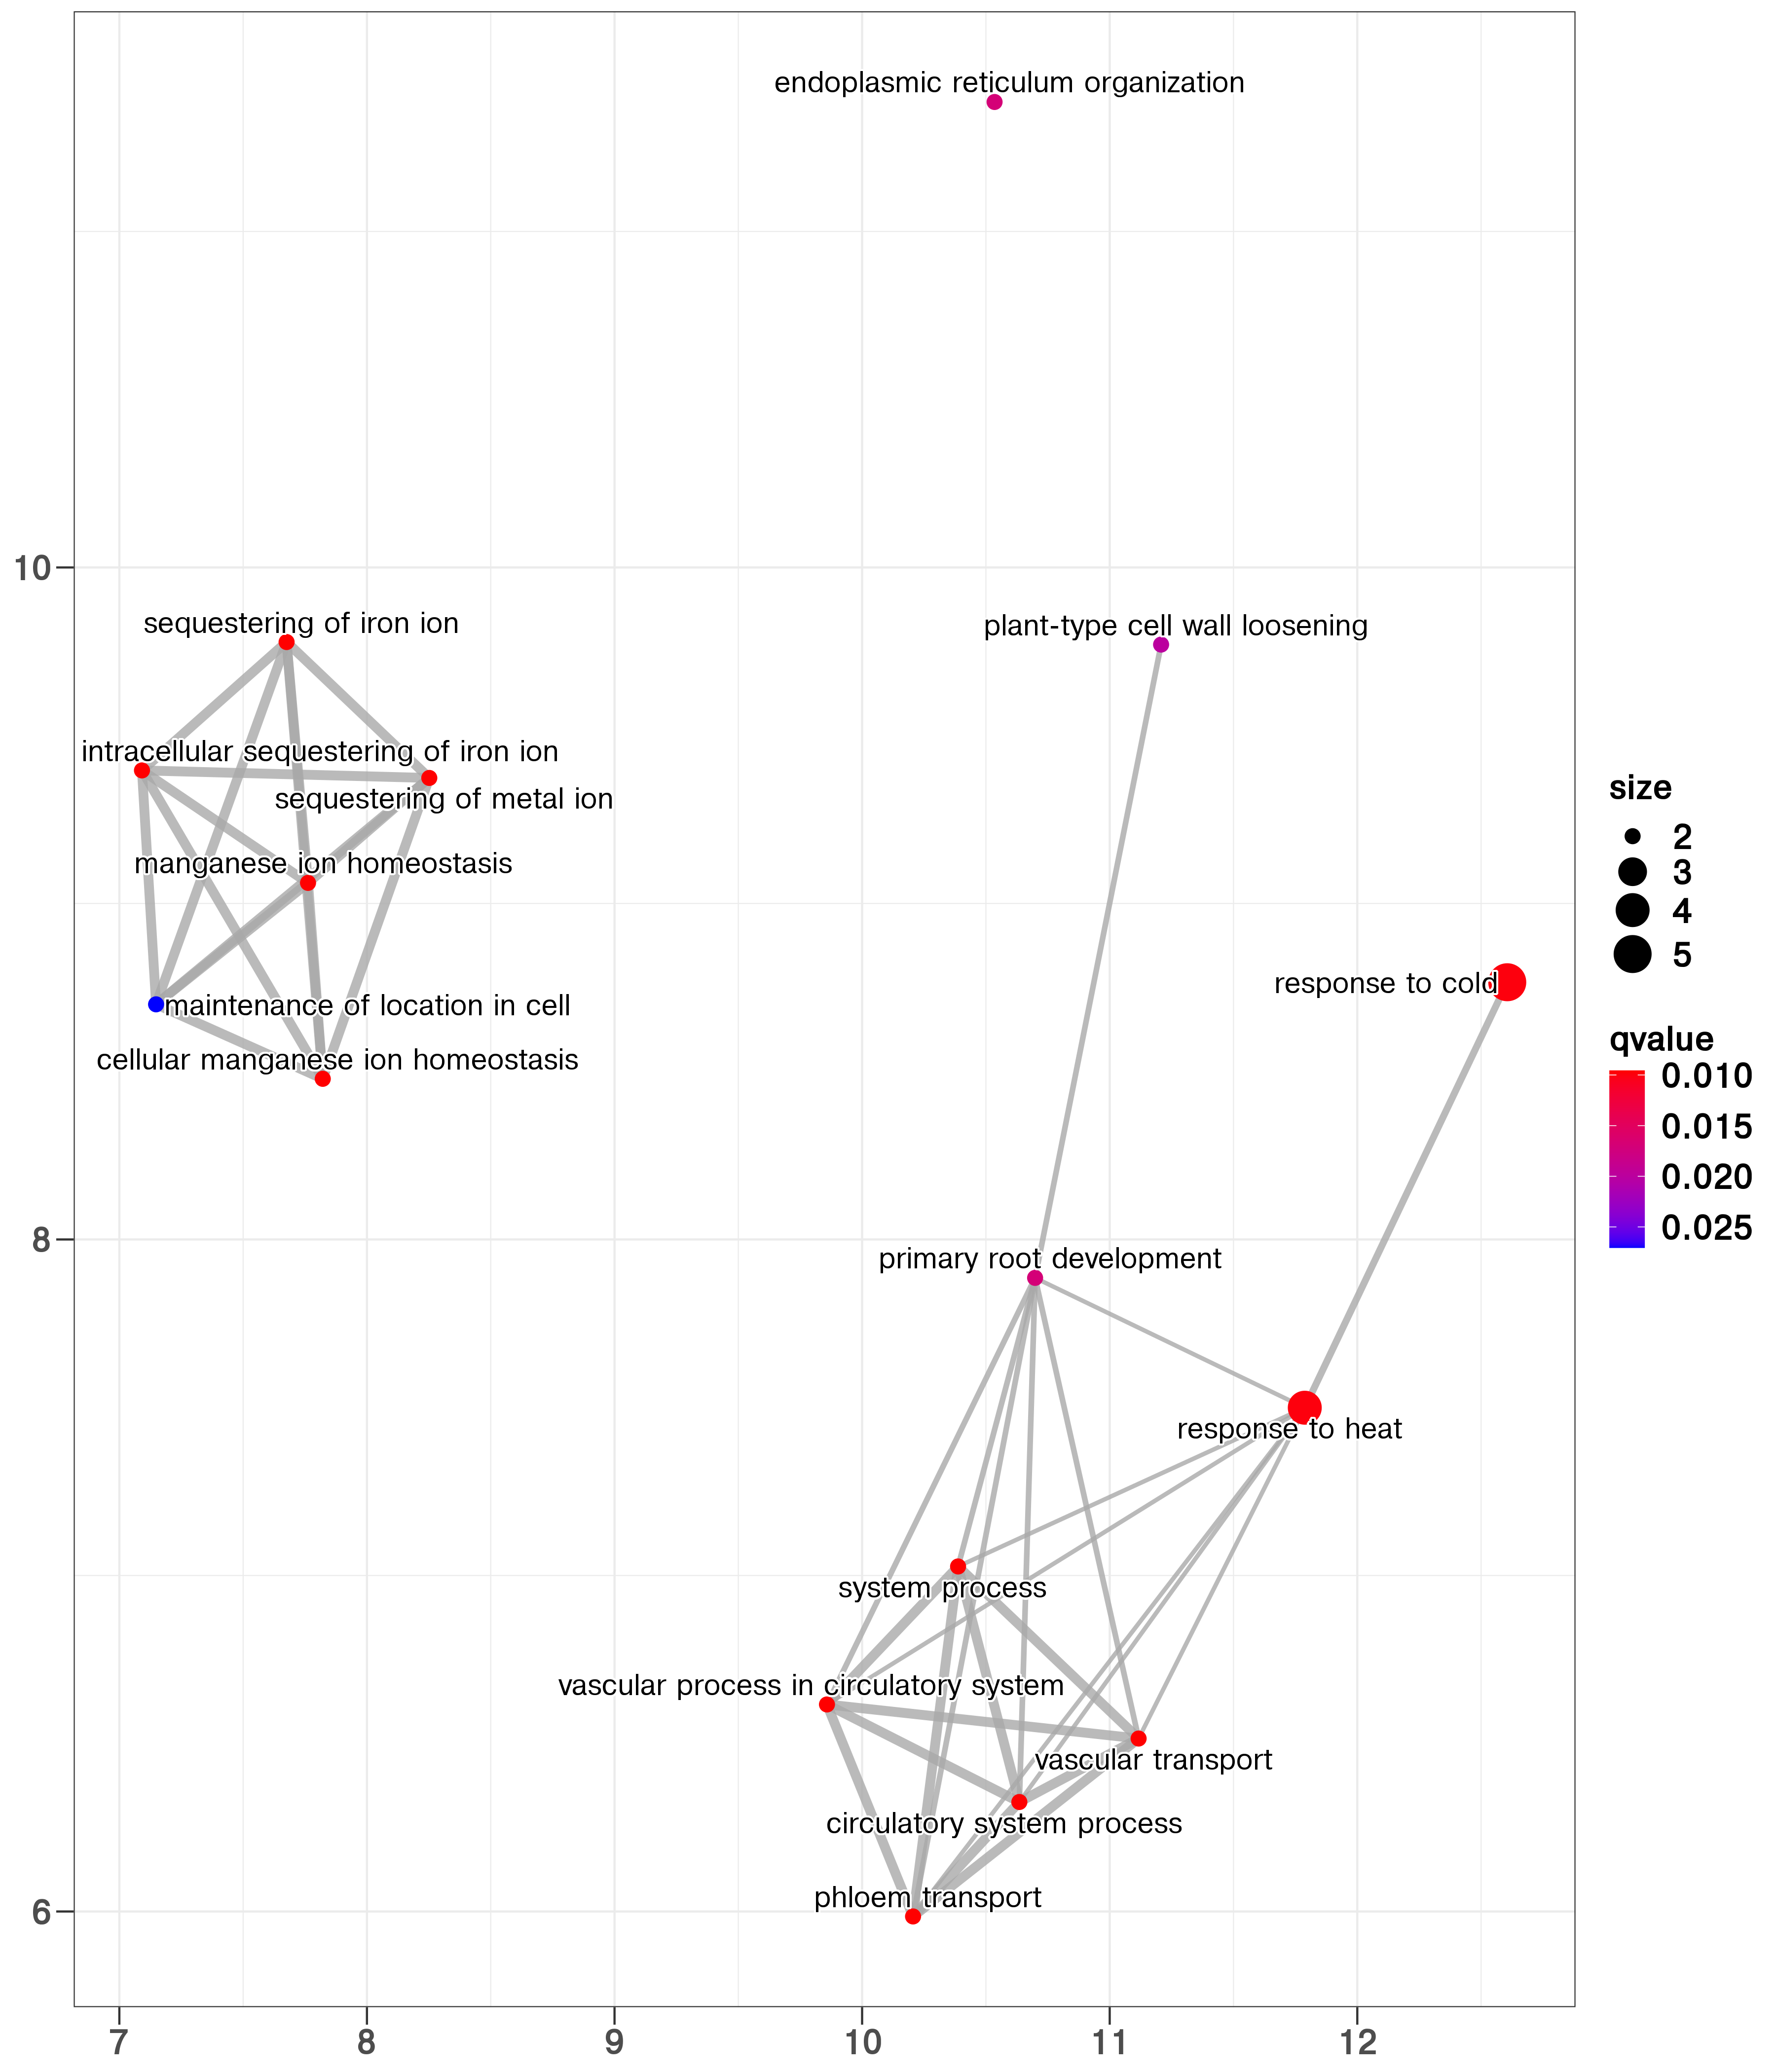 endoplasmic reticulum organization
10
sequestering of iron ion
plant-type cell wall loosening
intracellular sequestering of iron ion
sequestering of metal ion
manganese ion homeostasis
response to cold
maintenance of location in cell
cellular manganese ion homeostasis
8
primary root development
response to heat
system process
vascular process in circulatory system
vascular transport
circulatory system process
phloem transport
6
7 8 9 10 11 12
size
2
3
4
5
qvalue
0.010
0.015
0.020
0.025